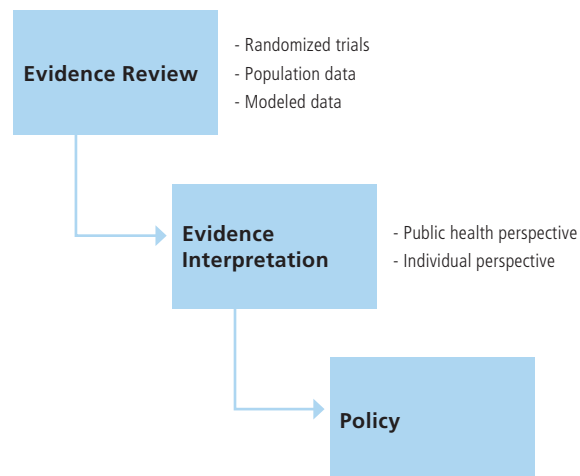 Evidence Review
- Randomized trials
- Population data
- Modeled data
Evidence
Interpretation
- Public health perspective
- Individual perspective
Policy